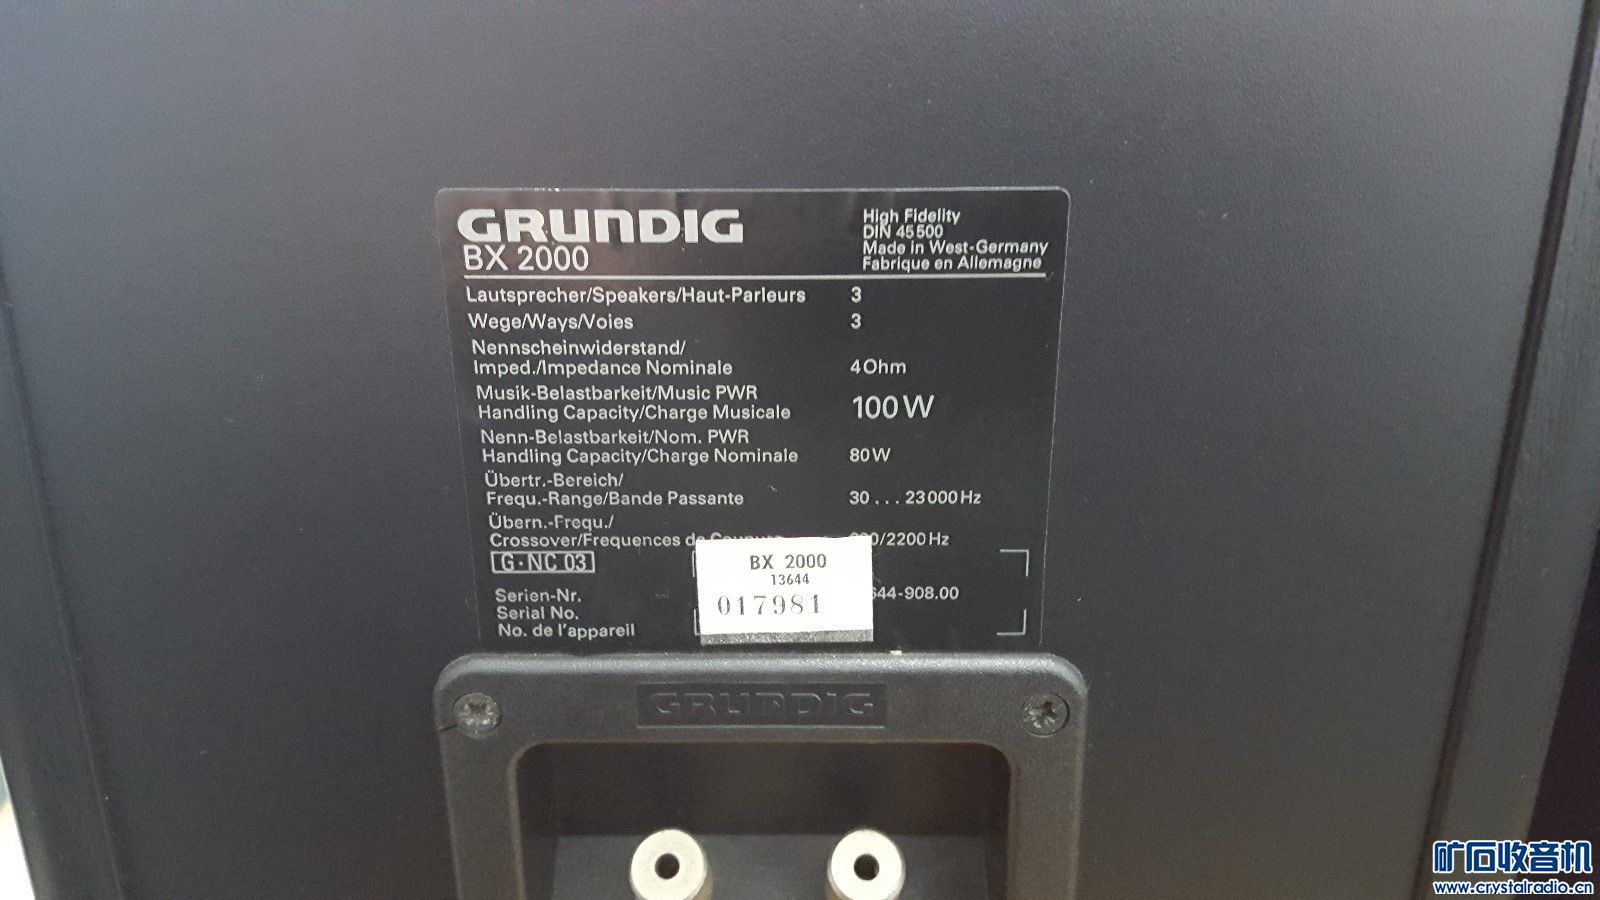 GRUNDIG
BX 2000
High Fidelity
DIN 45500
Made in West-Germany
Fabrique en Allemagne
Lautsprecher/Speakers/Haut-Parleurs 3
Wege/Ways/Voies 3
Nennscheinwiderstand/
Imped./Impedance Nominale 4Ohm
Musik-Belastbarkeit/Music PWR
Handling Capacity/Charge Musicale 100W
Nenn-Belastbarkeit/Nom. PWR
Handling Capacity/Charge Nominale 80W
Übertr.-Bereich/
Frequ.-Range/Bande Passante 30...23000Hz
Übern.-Frequ./
Crossover/Frequences de /2200Hz
G·NC 03
BX 2000
13644
017981
Serien-Nr. 644-908.00
Serial No.
No. de l'appareil
GRUNDIG
矿石收音机
www.crystalradio.cn